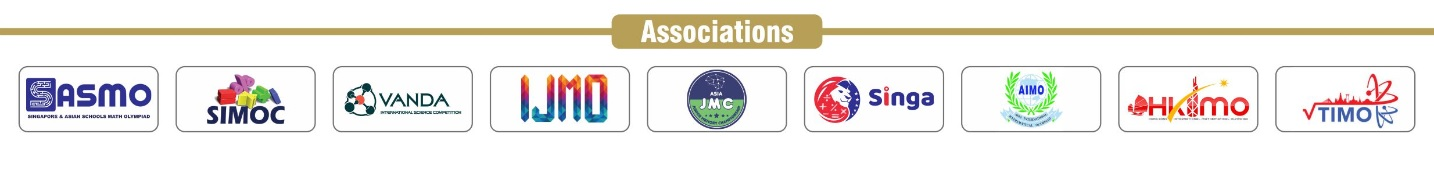 Associations
SASMO
SINGAPORE & ASIAN SCHOOLS MATH OLYMPIAD
SIMOC
VANDA
INTERNATIONAL SCIENCE COMPETITION
IJMO
ASIA
JMC
Singa
AIMO
HKIMO
TIMO